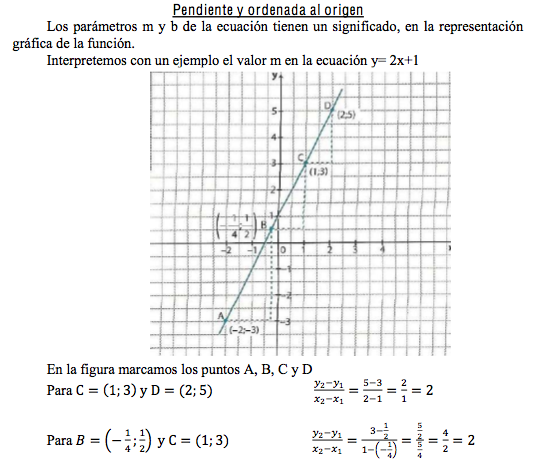 Pendiente y ordenada al origen
Los parámetros m y b de la ecuación tienen un significado, en la representación
gráfica de la función.
Interpretemos con un ejemplo el valor m en la ecuación y= 2x+1
y
5
D
(2;5)
4
3
C
(1;3)
2
(-1/4;1/2) B
1
-2 -1 0 1 2 3 4 x
-1
-2
A
-3
(-2;-3)
En la figura marcamos los puntos A, B, C y D
Para C = (1; 3) y D = (2; 5) y₂−y₁/x₂−x₁ = 5−3/2−1 = 2/1 = 2
Para B = (−1/4; 1/2) y C = (1; 3) y₂−y₁/x₂−x₁ = 3−1/2/1−(−1/4) = 5/2/5/4 = 4/2 = 2